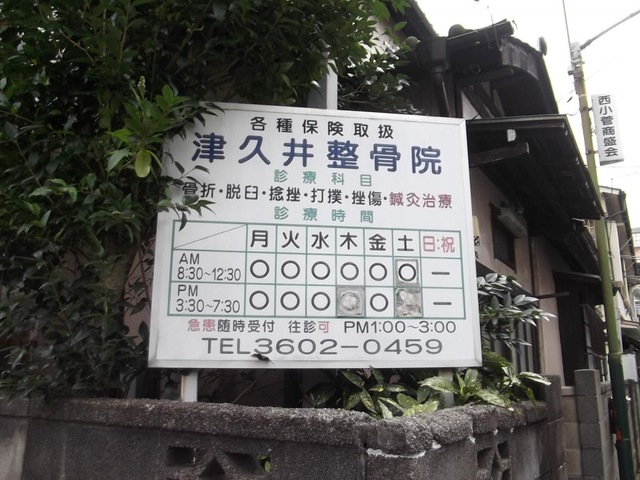 各種保険取扱
津久井整骨院
診療科目
骨折・脱臼・捻挫・打撲・挫傷・鍼灸治療
診療時間
月 火 水 木 金 土 日:祝
AM 8:30~12:30 ○ ○ ○ ○ ○ ○ ー
PM 3:30~7:30 ○ ○ ○ ○ ー
急患随時受付 往診可 PM1:00~3:00
TEL3602-0459
西小菅商盛会